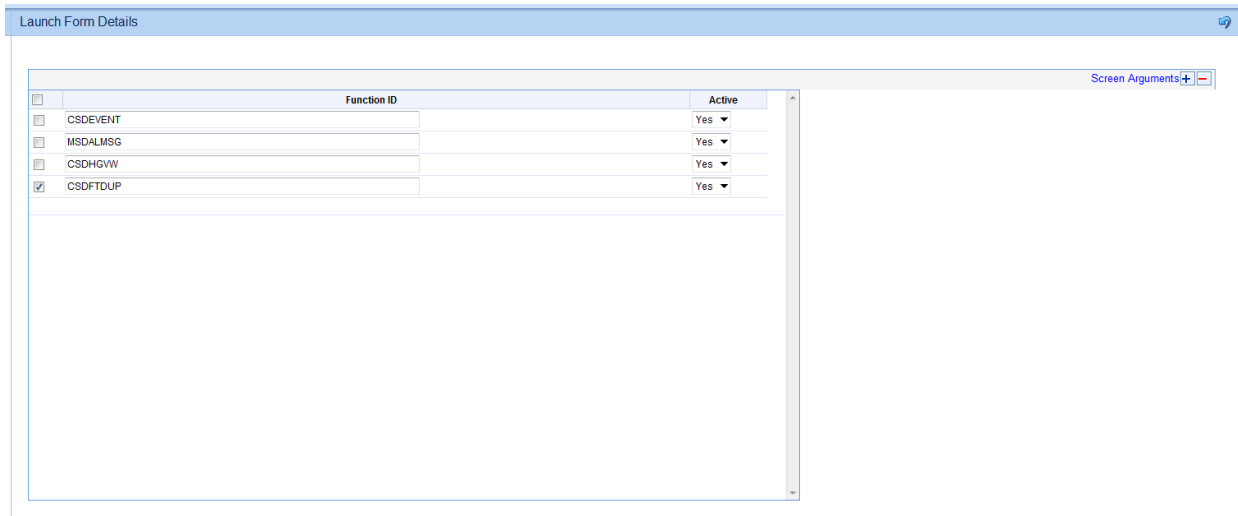 Launch Form Details
Screen Arguments
Function ID Active
CSDEVENT Yes
MSDALMSG Yes
CSDHGVW Yes
CSDFTDUP Yes